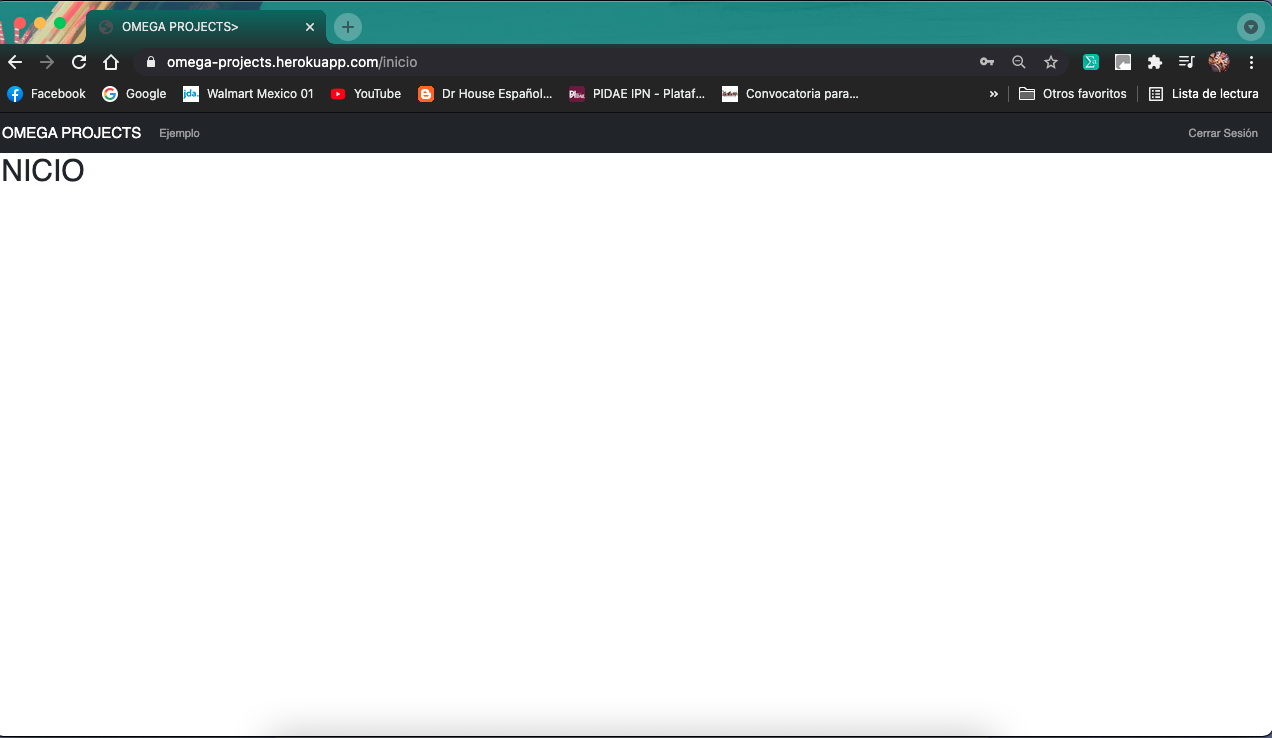 OMEGA PROJECTS>
omega-projects.herokuapp.com/inicio
Facebook Google Walmart Mexico 01 YouTube Dr House Español... PIDAE IPN - Plataf... Convocatoria para... » Otros favoritos Lista de lectura
OMEGA PROJECTS Ejemplo Cerrar Sesión
NICIO